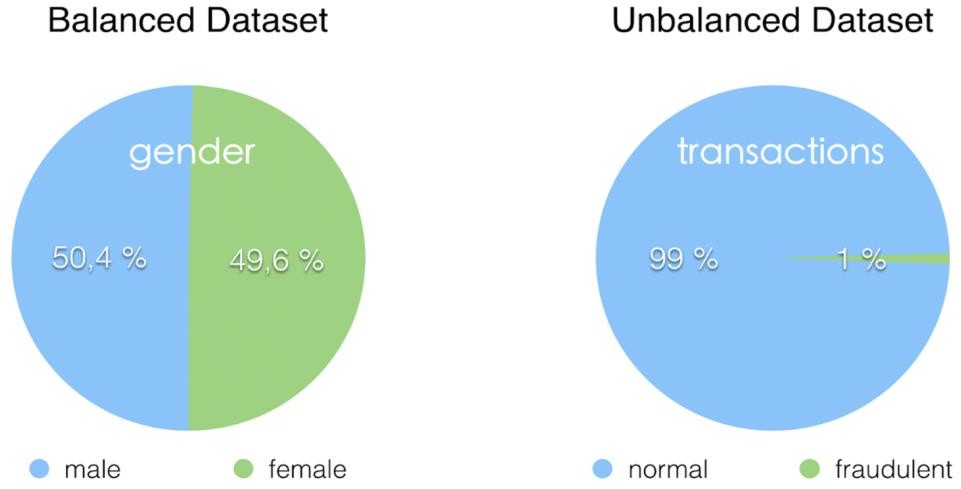 Balanced Dataset
gender
50,4 %
49,6 %
male
female
Unbalanced Dataset
transactions
99 %
1 %
normal
fraudulent